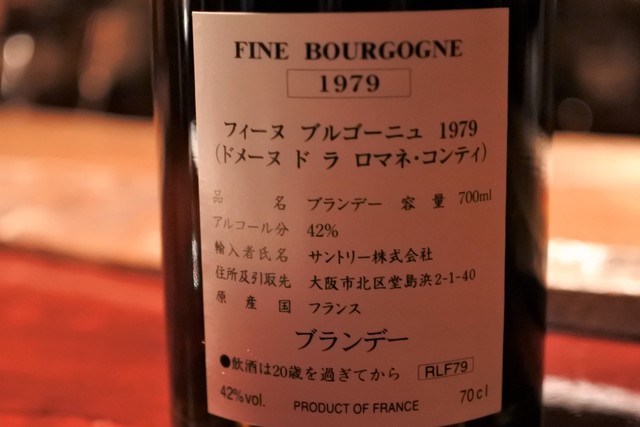 FINE BOURGOGNE
1979
フィーヌ ブルゴーニュ 1979
(ドメーヌ ド ラ ロマネ・コンティ)
品名 ブランデー 容量 700ml
アルコール分 42%
輸入者氏名 サントリー株式会社
住所及引取先 大阪市北区堂島浜2-1-40
原産国 フランス
ブランデー
●飲酒は20歳を過ぎてから RLF79
42%vol. PRODUCT OF FRANCE 70cl